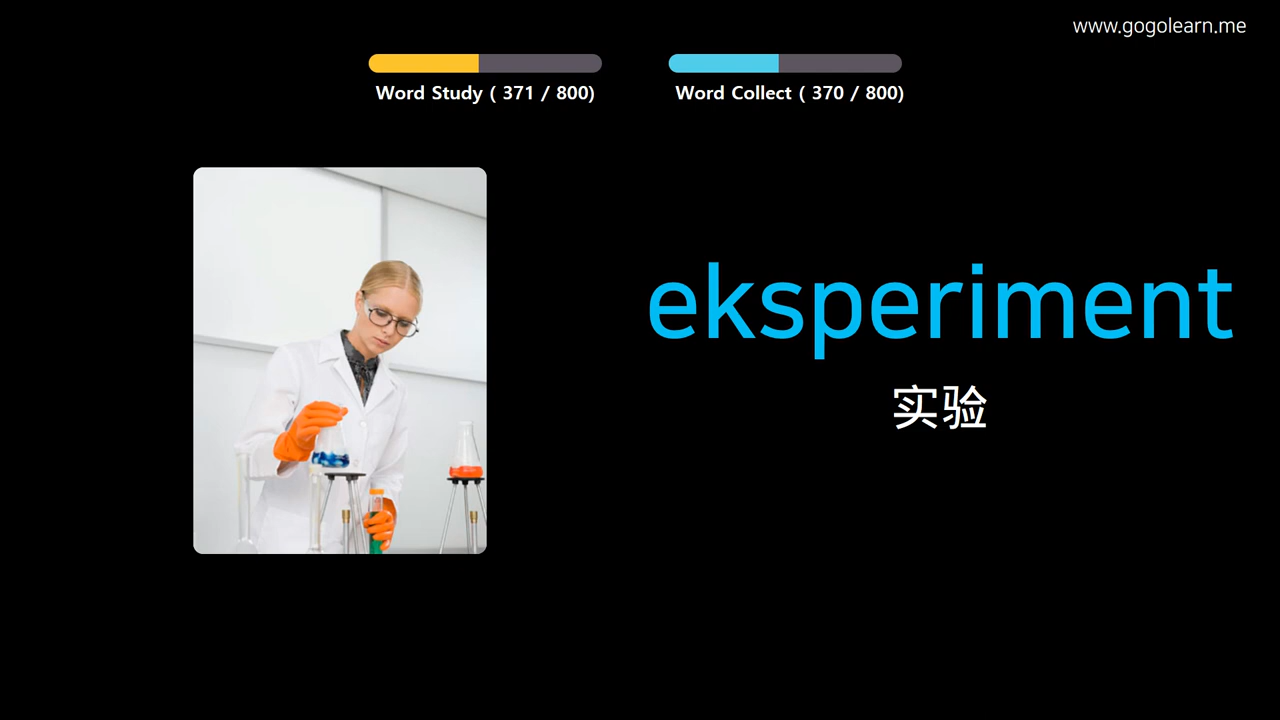 www.gogolearn.me
Word Study ( 371 / 800)
Word Collect ( 370 / 800)
eksperiment
实验